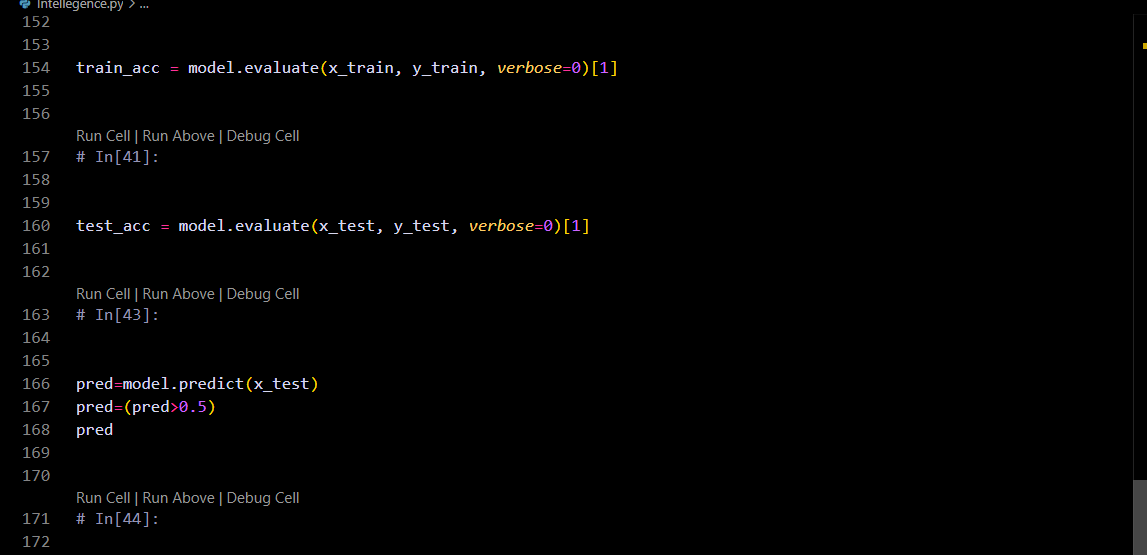 Intellegence.py > ...
152
153
154 train_acc = model.evaluate(x_train, y_train, verbose=0)[1]
155
156
Run Cell | Run Above | Debug Cell
157 # In[41]:
158
159
160 test_acc = model.evaluate(x_test, y_test, verbose=0)[1]
161
162
Run Cell | Run Above | Debug Cell
163 # In[43]:
164
165
166 pred=model.predict(x_test)
167 pred=(pred>0.5)
168 pred
169
170
Run Cell | Run Above | Debug Cell
171 # In[44]:
172